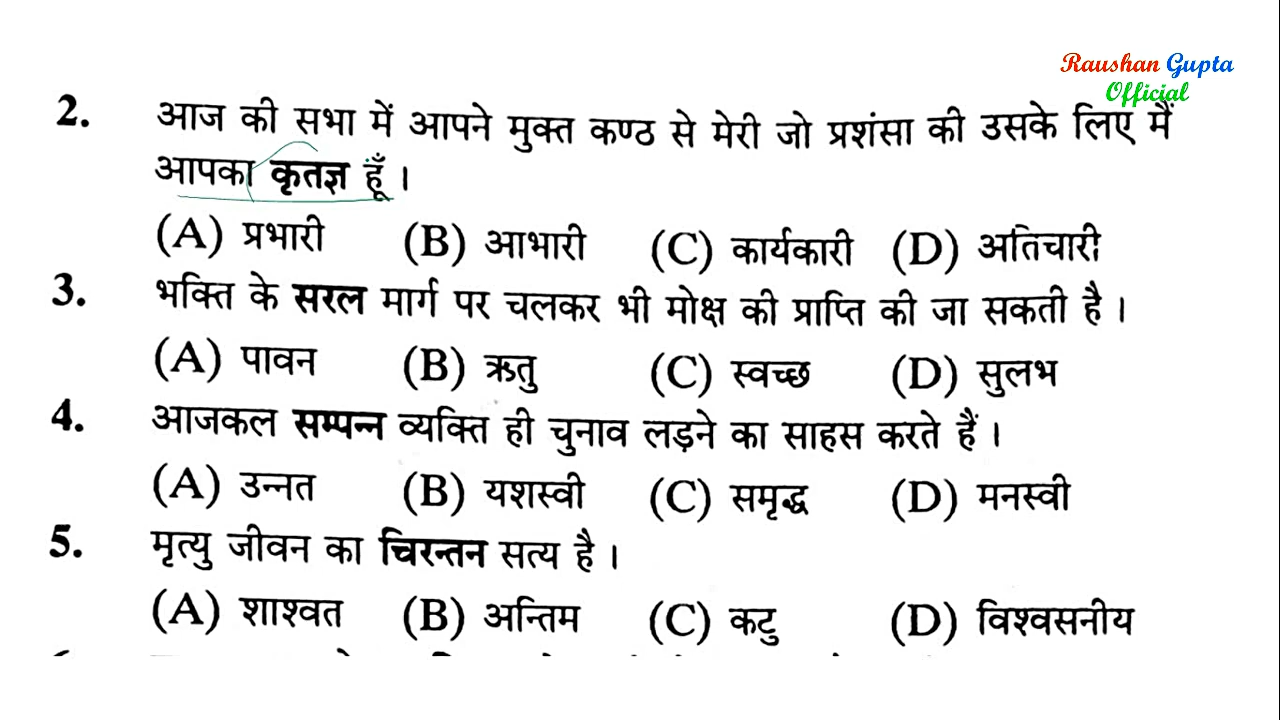 Raushan Gupta
Official
2. आज की सभा में आपने मुक्त कण्ठ से मेरी जो प्रशंसा की उसके लिए मैं
आपका कृतज्ञ हूँ ।
(A) प्रभारी (B) आभारी (C) कार्यकारी (D) अतिचारी
3. भक्ति के सरल मार्ग पर चलकर भी मोक्ष की प्राप्ति की जा सकती है ।
(A) पावन (B) ऋतु (C) स्वच्छ (D) सुलभ
4. आजकल सम्पन्न व्यक्ति ही चुनाव लड़ने का साहस करते हैं ।
(A) उन्नत (B) यशस्वी (C) समृद्ध (D) मनस्वी
5. मृत्यु जीवन का चिरन्तन सत्य है ।
(A) शाश्वत (B) अन्तिम (C) कटु (D) विश्वसनीय